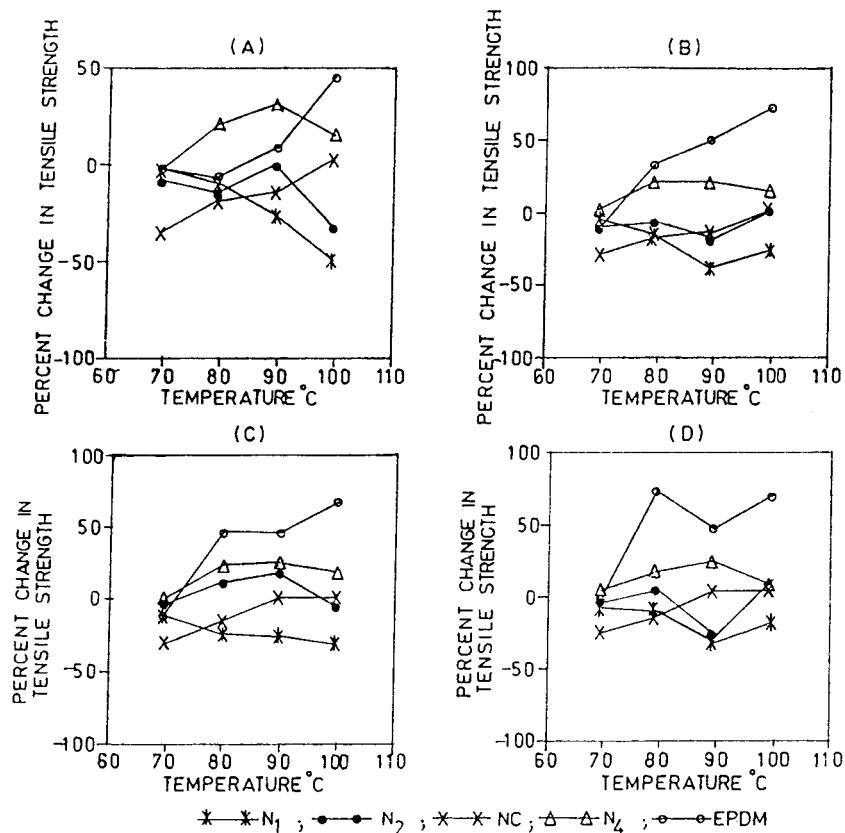 (A)
PERCENT CHANGE IN TENSILE STRENGTH
50
0
-50
-100
60 70 80 90 100 110
TEMPERATURE °C
(B)
PERCENT CHANGE IN TENSILE STRENGTH
100
50
0
-50
-100
60 70 80 90 100 110
TEMPERATURE °C
(C)
PERCENT CHANGE IN
TENSILE STRENGTH
100
50
0
-50
-100
60 70 80 90 100 110
TEMPERATURE °C
(D)
PERCENT CHANGE IN
TENSILE STRENGTH
100
50
0
-50
-100
60 70 80 90 100 110
TEMPERATURE °C
N1 ; N2 ; NC ; N4 ; EPDM